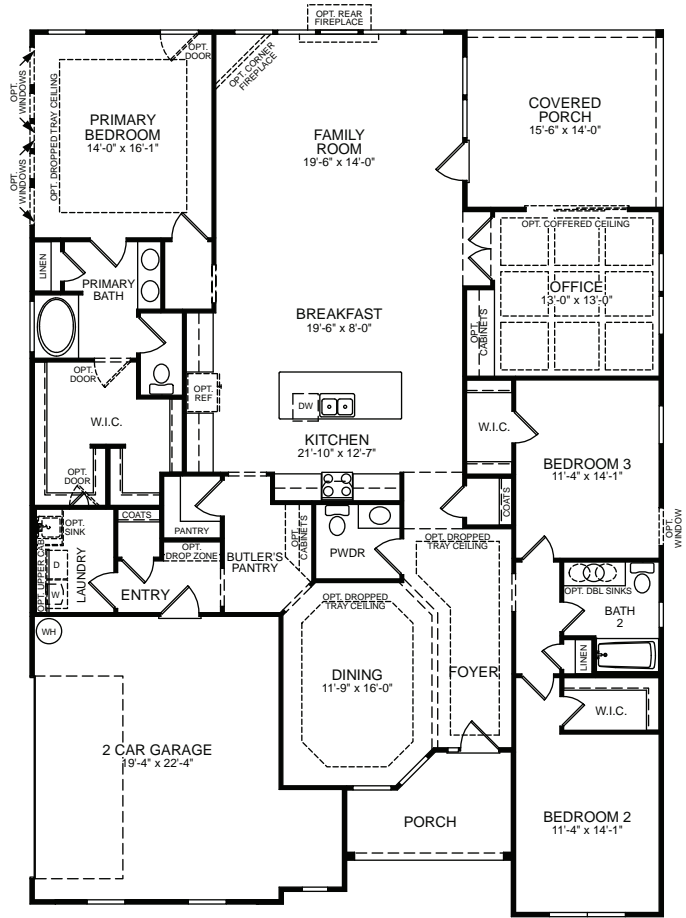 OPT. REAR
FIREPLACE
OPT.
DOOR
OPT. CORNER
FIREPLACE
OPT.
WINDOWS
OPT.
WINDOWS
OPT. DROPPED TRAY CEILING
PRIMARY
BEDROOM
14'-0" x 16'-1"
FAMILY
ROOM
19'-6" x 14'-0"
COVERED
PORCH
15'-6" x 14'-0"
OPT. COFFERED CEILING
OFFICE
13'-0" x 13'-0"
OPT.
CABINETS
LINEN
PRIMARY
BATH
BREAKFAST
19'-6" x 8'-0"
OPT.
DOOR
OPT.
REF
DW
W.I.C.
KITCHEN
21'-10" x 12'-7"
W.I.C.
BEDROOM 3
11'-4" x 14'-1"
OPT.
DOOR
COATS
OPT.
WINDOW
OPT.
SINK
COATS
PANTRY
OPT.
CABINETS
PWDR
OPT. DROPPED
TRAY CEILING
OPT. UPPER CAB.
D
W
LAUNDRY
OPT.
DROP ZONE
BUTLER'S
PANTRY
ENTRY
OPT. DBL SINKS
BATH
2
LINEN
WH
OPT. DROPPED
TRAY CEILING
DINING
11'-9" x 16'-0"
FOYER
W.I.C.
2 CAR GARAGE
19'-4" x 22'-4"
PORCH
BEDROOM 2
11'-4" x 14'-1"